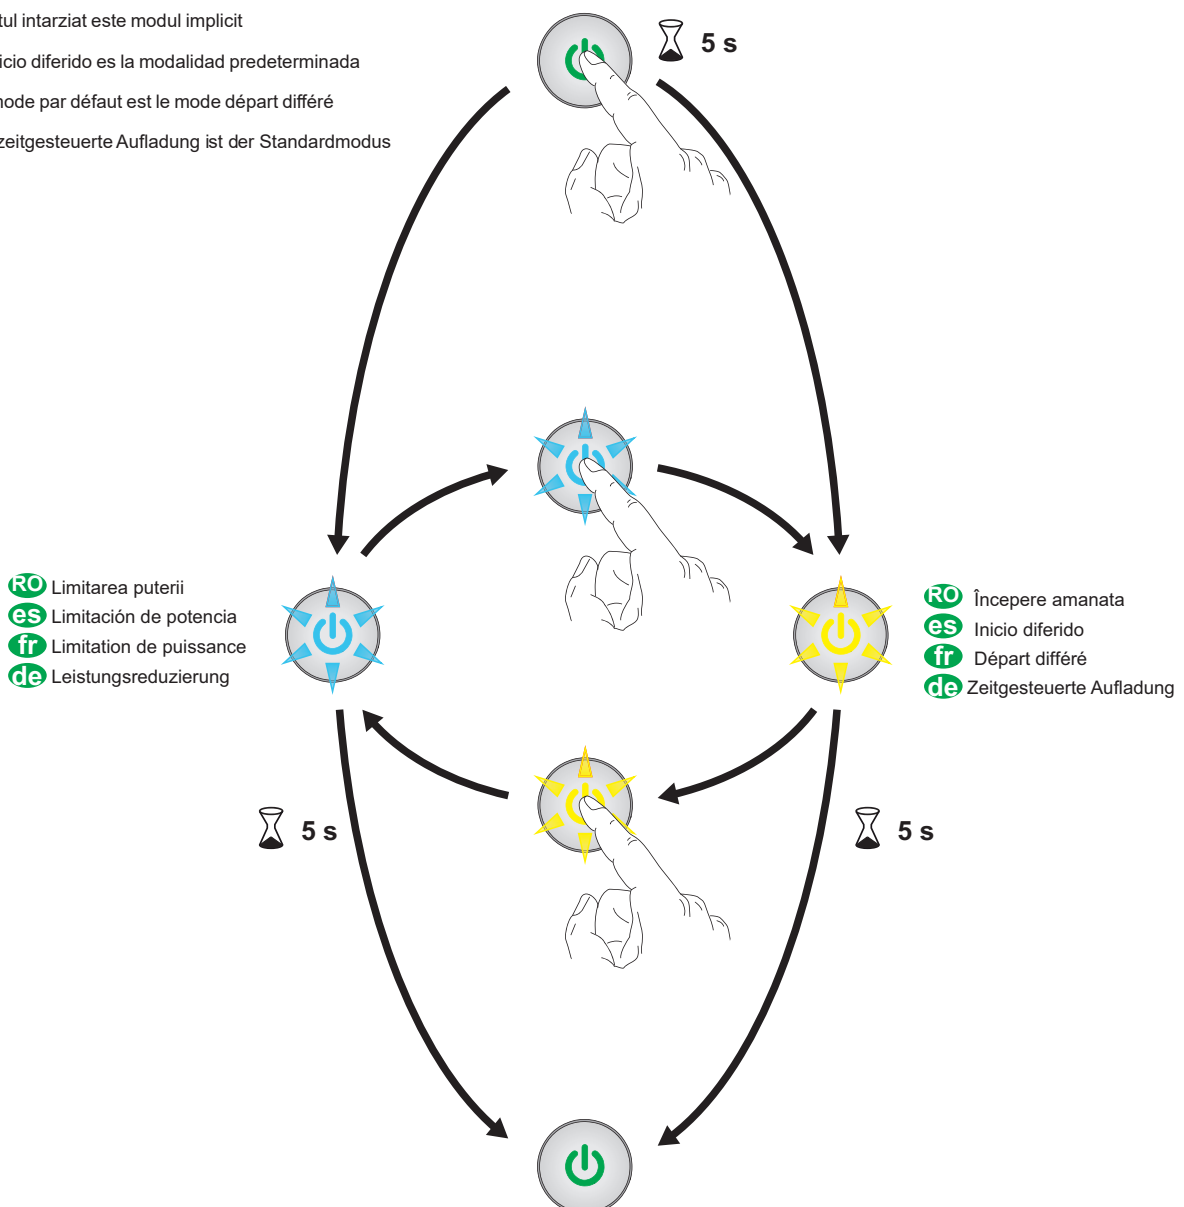 tul intarziat este modul implicit
icio diferido es la modalidad predeterminada
mode par défaut est le mode départ différé
zeitgesteuerte Aufladung ist der Standardmodus
5 s
RO Limitarea puterii
es Limitación de potencia
fr Limitation de puissance
de Leistungsreduzierung
RO Începere amanata
es Inicio diferido
fr Départ différé
de Zeitgesteuerte Aufladung
5 s
5 s